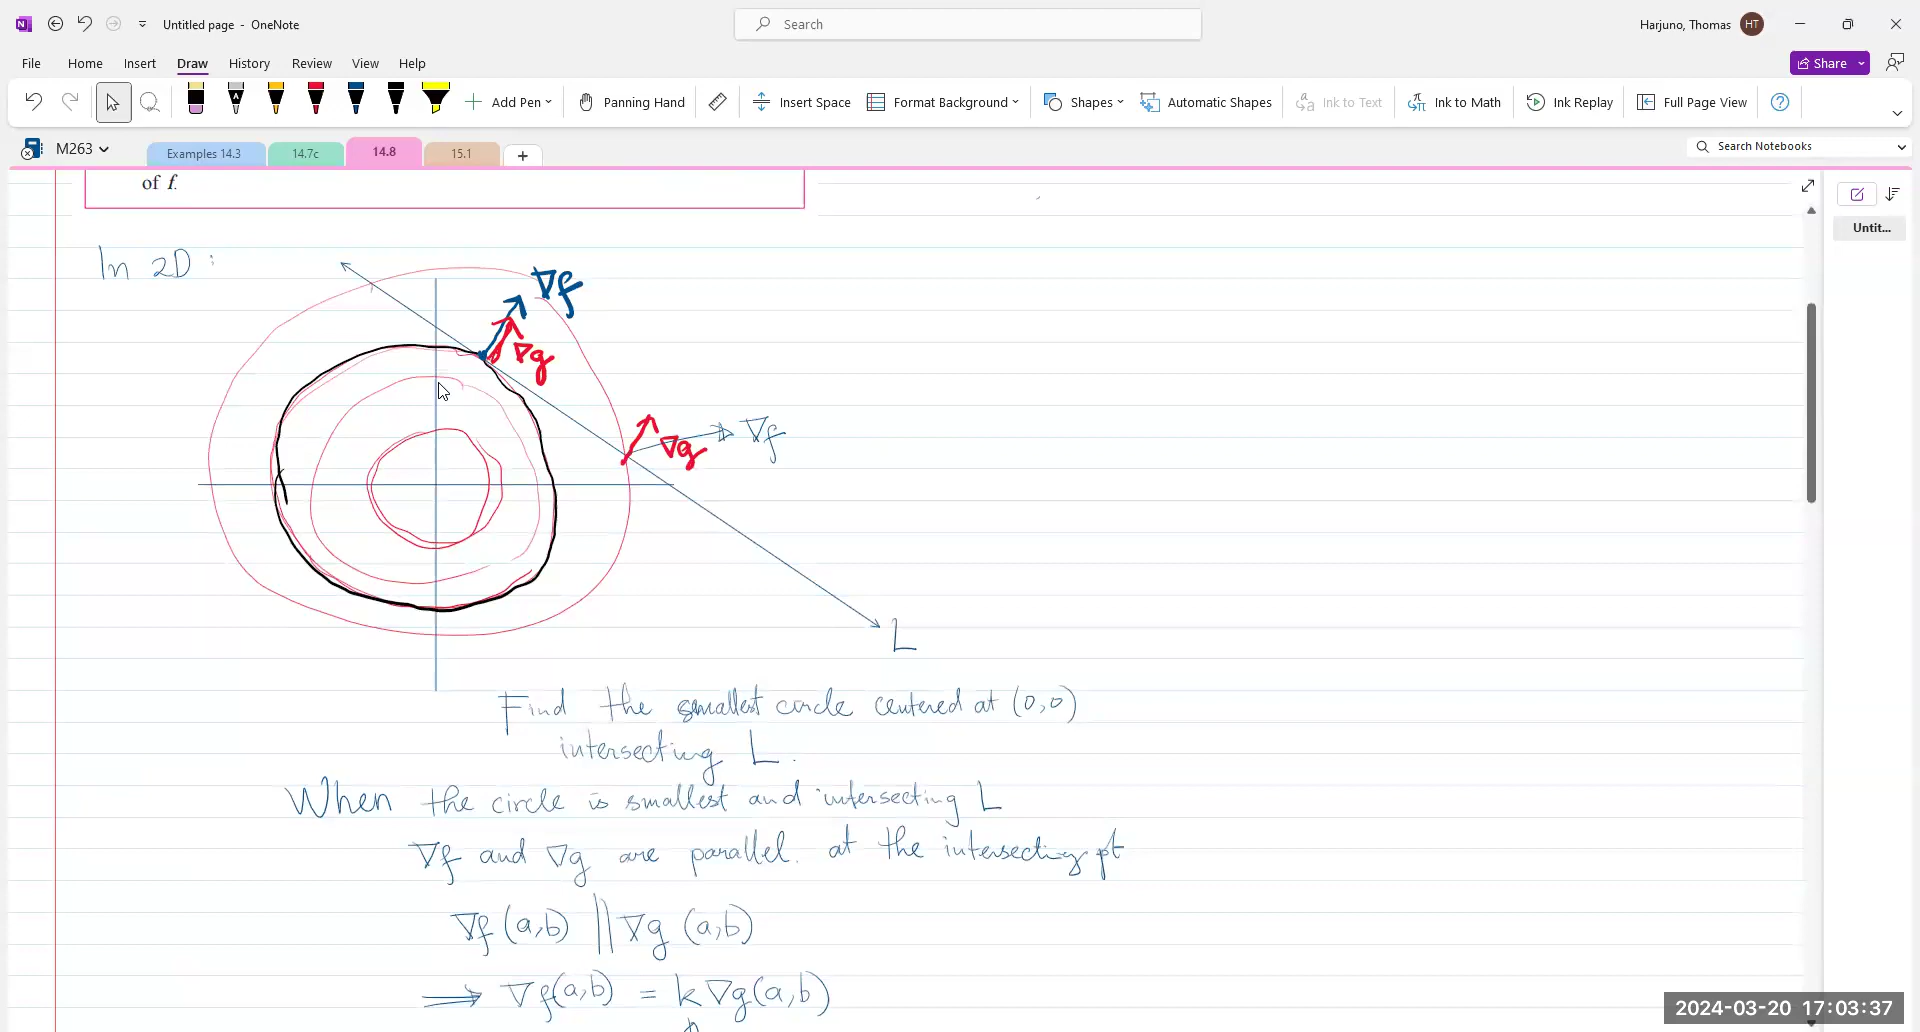 Untitled page - OneNote
Search
Harjuno, Thomas HT
File Home Insert Draw History Review View Help
Share
Add Pen Panning Hand Insert Space Format Background Shapes Automatic Shapes Ink to Text Ink to Math Ink Replay Full Page View
M263 Examples 14.3 14.7c 14.8 15.1 +
Search Notebooks
of f.
Untit...
In 2D :
∇f
∇g
∇g ∇f
L
Find the smallest circle centered at (0,0)
intersecting L.
When the circle is smallest and intersecting L
∇f and ∇g are parallel. at the intersecting pt
∇f (a,b) || ∇g (a,b)
⟹ ∇f(a,b) = k ∇g(a,b)
2024-03-20 17:03:37